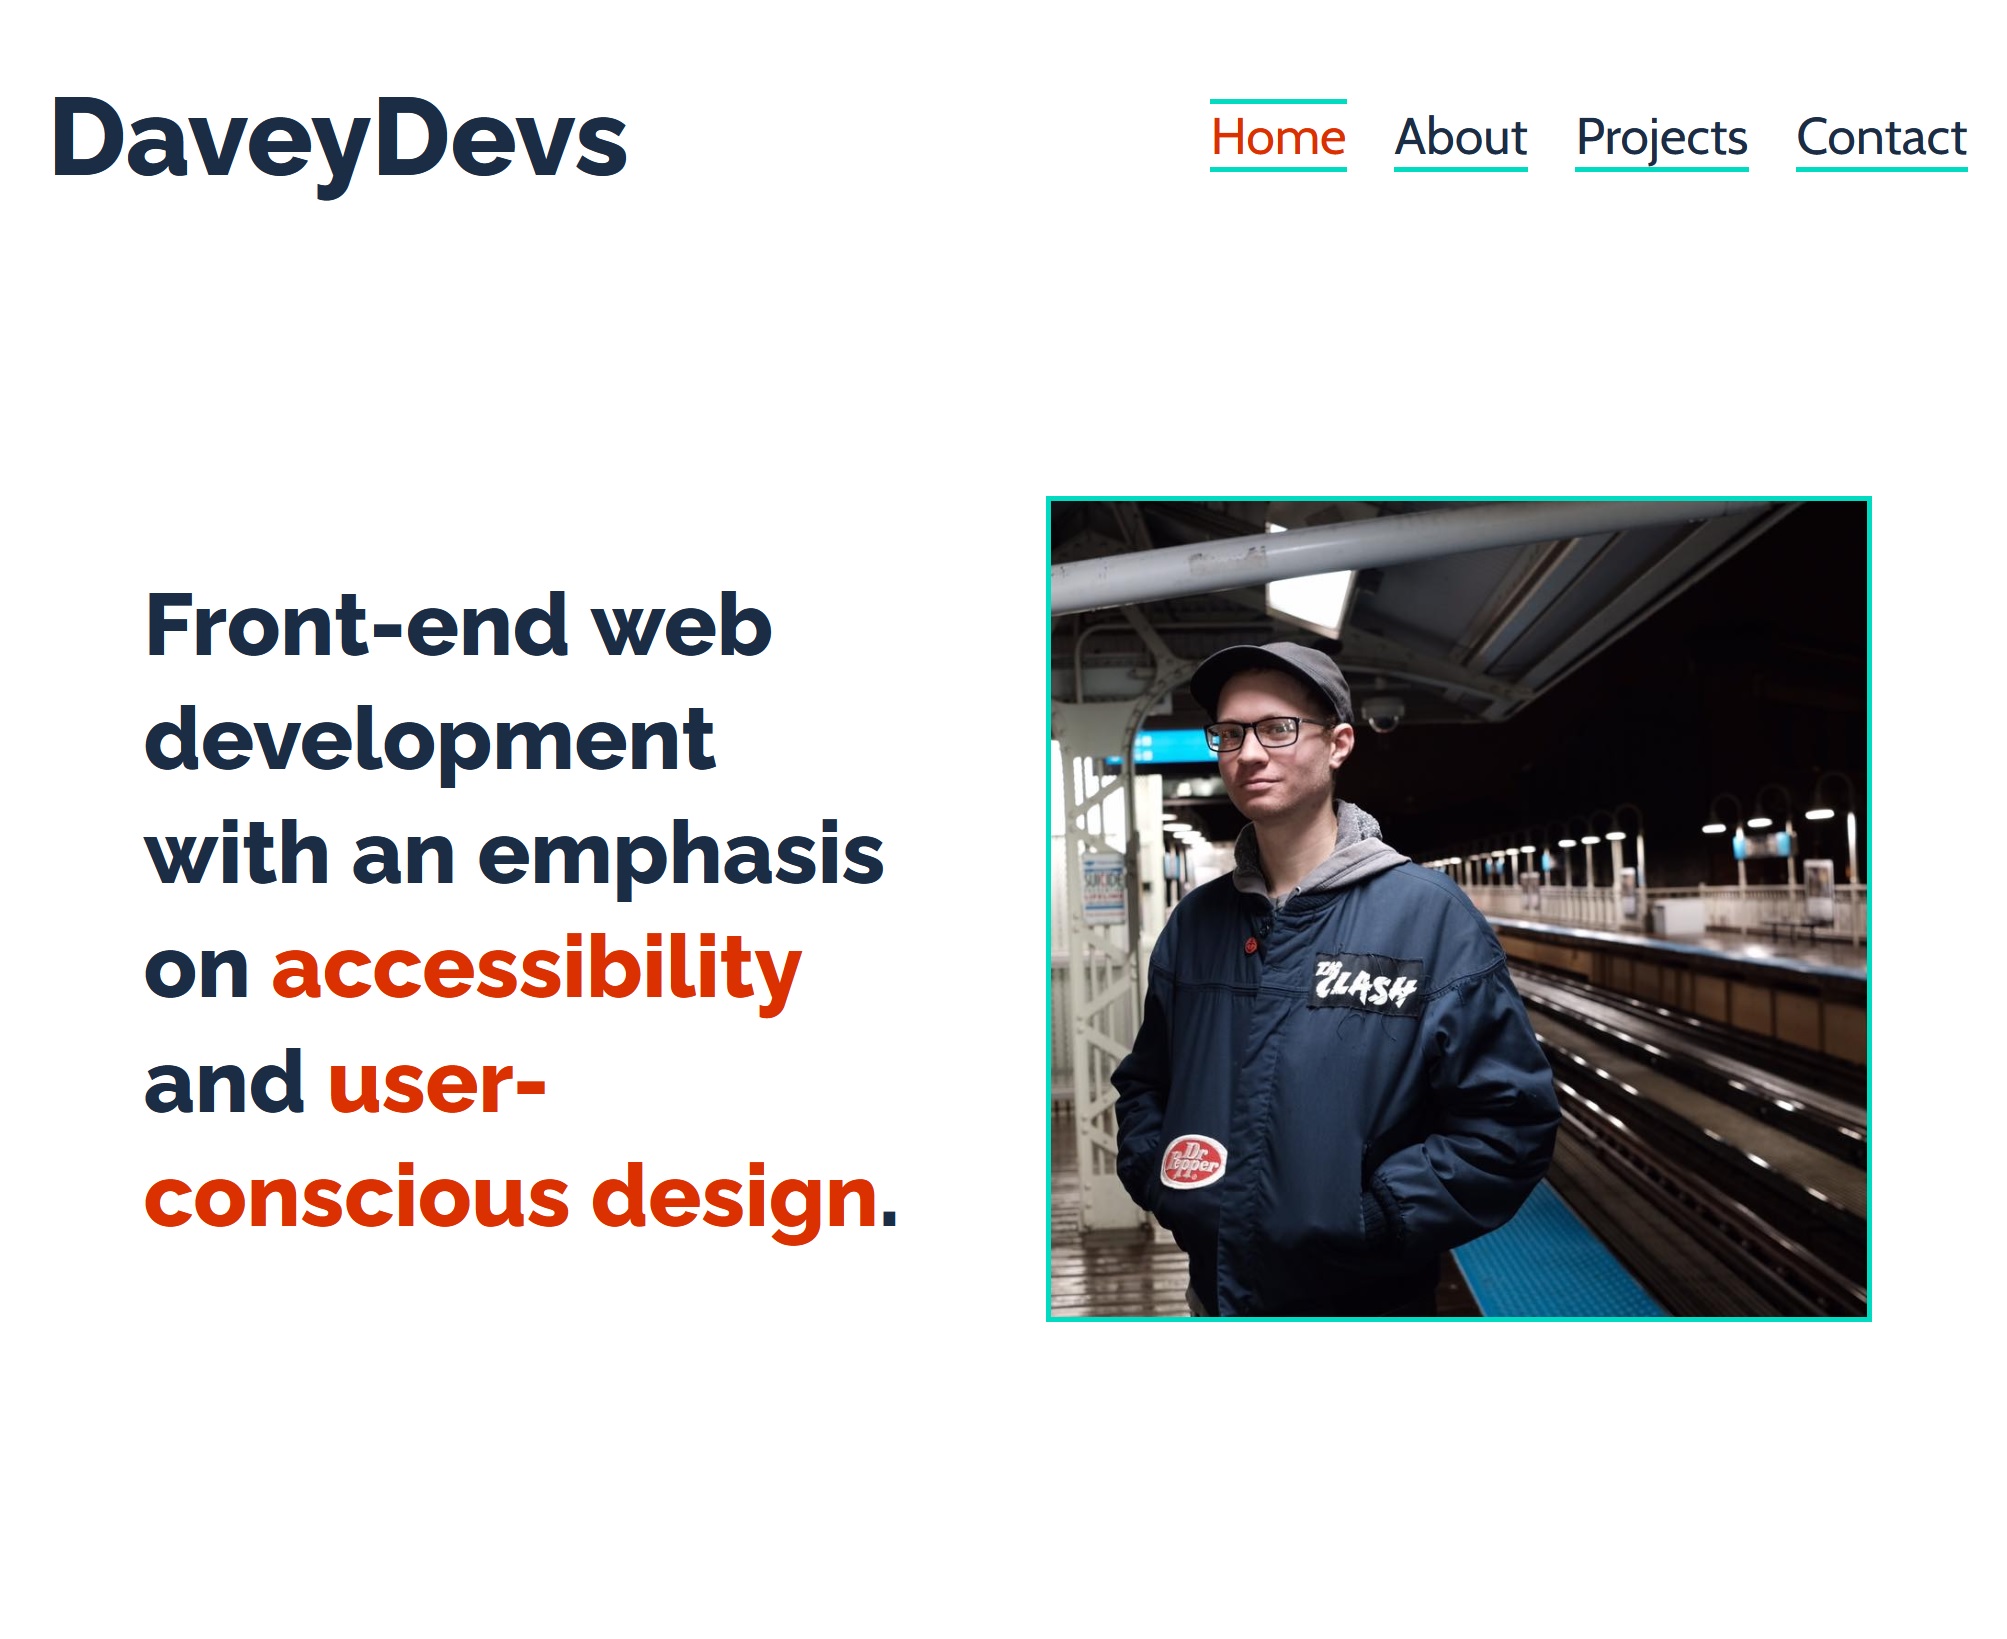 DaveyDevs
Home About Projects Contact
Front-end web
development
with an emphasis
on accessibility
and user-
conscious design.
THE
CLASH
Dr
Pepper